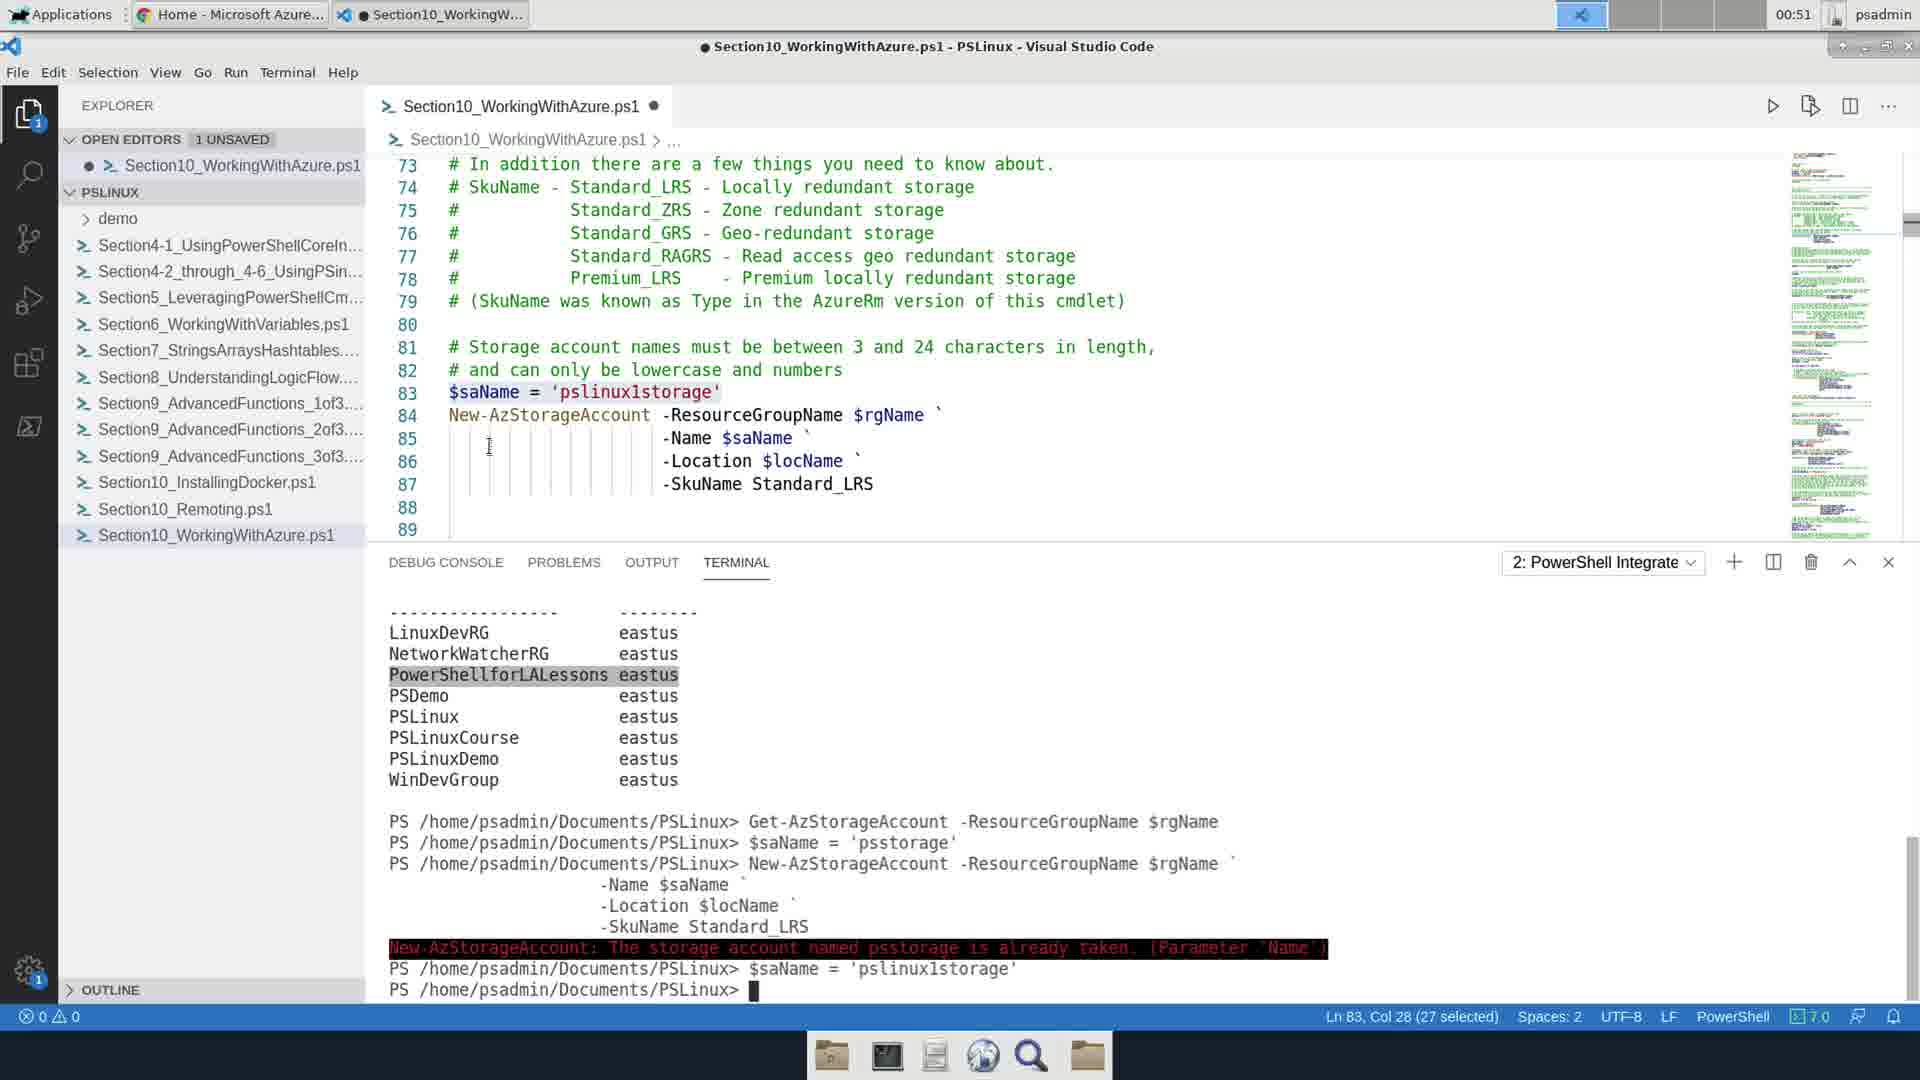 Applications
Home - Microsoft Azure...
Section10_WorkingW...
00:51
psadmin
Section10_WorkingWithAzure.ps1 - PSLinux - Visual Studio Code
File Edit Selection View Go Run Terminal Help
EXPLORER
OPEN EDITORS 1 UNSAVED
Section10_WorkingWithAzure.ps1
PSLINUX
demo
Section4-1_UsingPowerShellCoreIn...
Section4-2_through_4-6_UsingPSin...
Section5_LeveragingPowerShellCm...
Section6_WorkingWithVariables.ps1
Section7_StringsArraysHashtables....
Section8_UnderstandingLogicFlow....
Section9_AdvancedFunctions_1of3....
Section9_AdvancedFunctions_2of3....
Section9_AdvancedFunctions_3of3....
Section10_InstallingDocker.ps1
Section10_Remoting.ps1
Section10_WorkingWithAzure.ps1
OUTLINE
1
1
Section10_WorkingWithAzure.ps1
Section10_WorkingWithAzure.ps1 > ...
73 # In addition there are a few things you need to know about.
74 # SkuName - Standard_LRS - Locally redundant storage
75 # Standard_ZRS - Zone redundant storage
76 # Standard_GRS - Geo-redundant storage
77 # Standard_RAGRS - Read access geo redundant storage
78 # Premium_LRS - Premium locally redundant storage
79 # (SkuName was known as Type in the AzureRm version of this cmdlet)
80
81 # Storage account names must be between 3 and 24 characters in length,
82 # and can only be lowercase and numbers
83 $saName = 'pslinux1storage'
84 New-AzStorageAccount -ResourceGroupName $rgName `
85 -Name $saName `
86 -Location $locName `
87 -SkuName Standard_LRS
88
89
DEBUG CONSOLE PROBLEMS OUTPUT TERMINAL
2: PowerShell Integrate
----------------- --------
LinuxDevRG eastus
NetworkWatcherRG eastus
PowerShellforLALessons eastus
PSDemo eastus
PSLinux eastus
PSLinuxCourse eastus
PSLinuxDemo eastus
WinDevGroup eastus
PS /home/psadmin/Documents/PSLinux> Get-AzStorageAccount -ResourceGroupName $rgName
PS /home/psadmin/Documents/PSLinux> $saName = 'psstorage'
PS /home/psadmin/Documents/PSLinux> New-AzStorageAccount -ResourceGroupName $rgName `
-Name $saName `
-Location $locName `
-SkuName Standard_LRS
New-AzStorageAccount: The storage account named psstorage is already taken. (Parameter 'Name')
PS /home/psadmin/Documents/PSLinux> $saName = 'pslinux1storage'
PS /home/psadmin/Documents/PSLinux>
0 0
Ln 83, Col 28 (27 selected) Spaces: 2 UTF-8 LF PowerShell 7.0